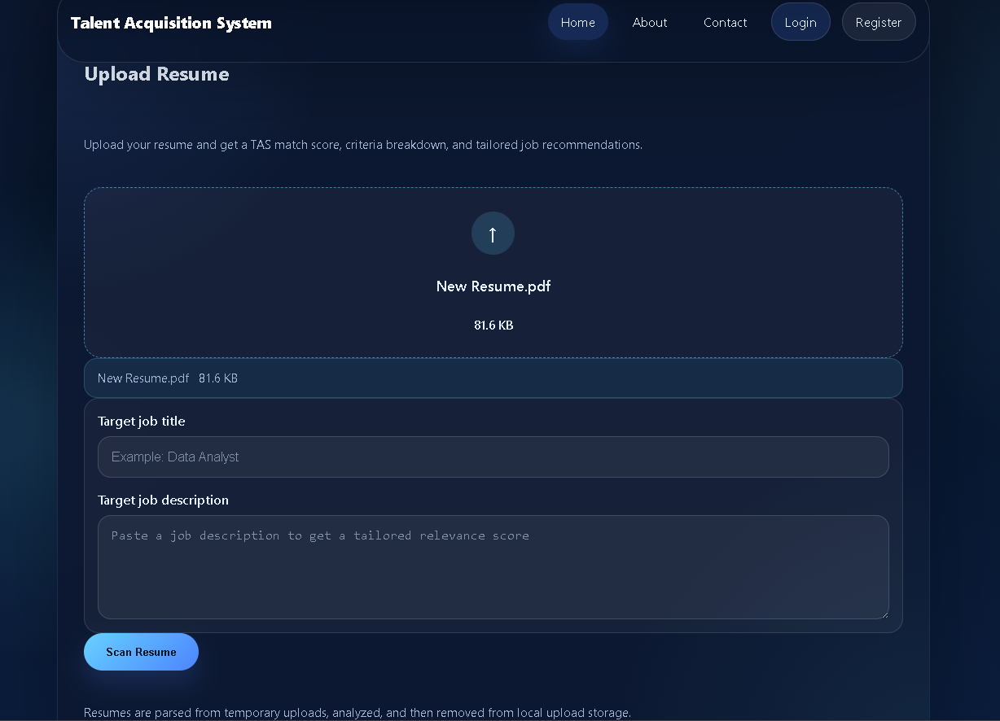 Talent Acquisition System
Home
About
Contact
Login
Register
Upload Resume
Upload your resume and get a TAS match score, criteria breakdown, and tailored job recommendations.
↑
New Resume.pdf
81.6 KB
New Resume.pdf 81.6 KB
Target job title
Example: Data Analyst
Target job description
Paste a job description to get a tailored relevance score
Scan Resume
Resumes are parsed from temporary uploads, analyzed, and then removed from local upload storage.